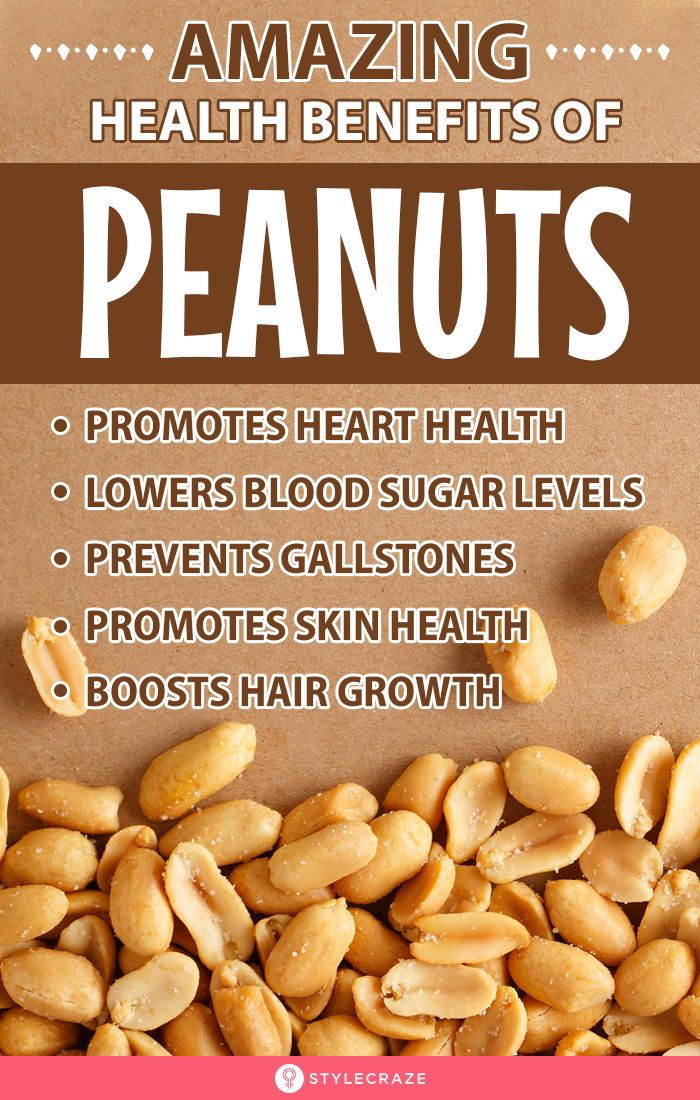 AMAZING
HEALTH BENEFITS OF
PEANUTS
• PROMOTES HEART HEALTH
• LOWERS BLOOD SUGAR LEVELS
• PREVENTS GALLSTONES
• PROMOTES SKIN HEALTH
• BOOSTS HAIR GROWTH
STYLECRAZE